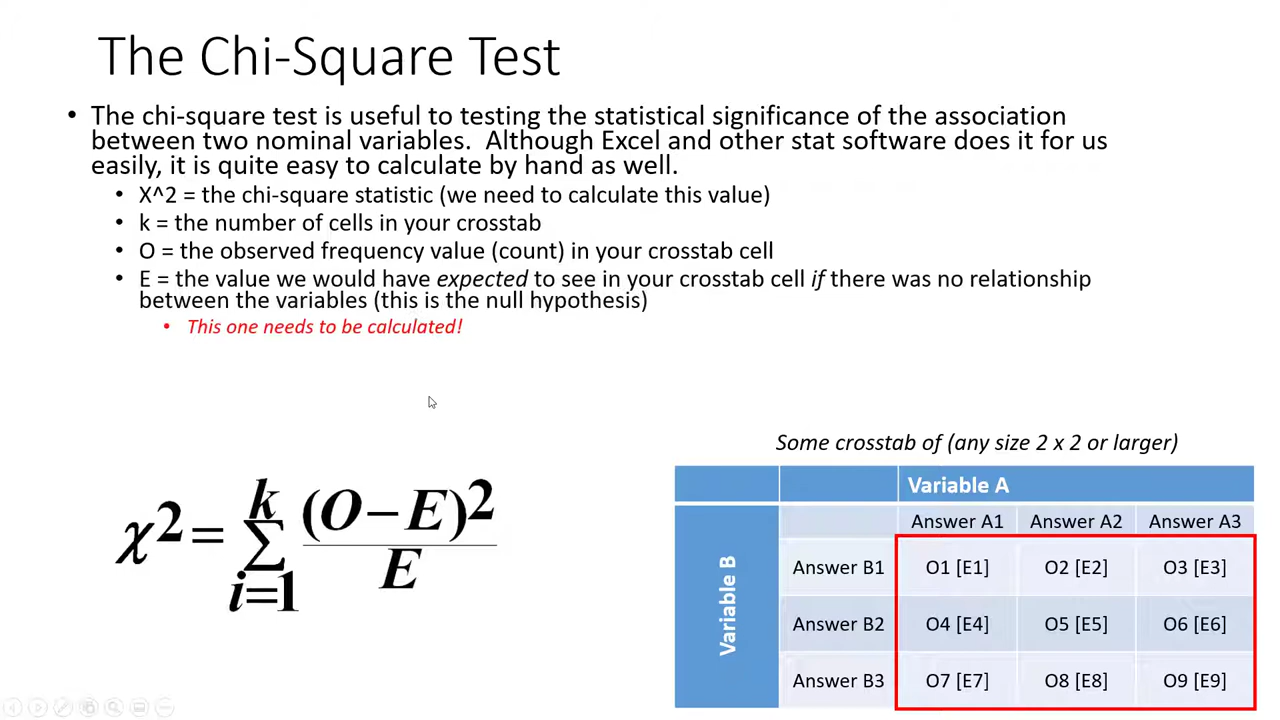 The Chi-Square Test
• The chi-square test is useful to testing the statistical significance of the association
between two nominal variables.  Although Excel and other stat software does it for us
easily, it is quite easy to calculate by hand as well.
• X^2 = the chi-square statistic (we need to calculate this value)
• k = the number of cells in your crosstab
• O = the observed frequency value (count) in your crosstab cell
• E = the value we would have expected to see in your crosstab cell if there was no relationship
between the variables (this is the null hypothesis)
• This one needs to be calculated!
χ2 = k Σ i=1 (O−E)2 / E
Some crosstab of (any size 2 x 2 or larger)
Variable A
Answer A1 Answer A2 Answer A3
Variable B
Answer B1 O1 [E1] O2 [E2] O3 [E3]
Answer B2 O4 [E4] O5 [E5] O6 [E6]
Answer B3 O7 [E7] O8 [E8] O9 [E9]